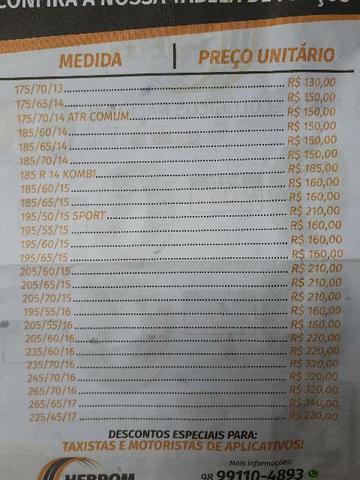 CONFIRA A NOSSA TABELA DE PREÇOS
MEDIDA | PREÇO UNITÁRIO
175/70/13 R$ 130,00
175/65/14 R$ 150,00
175/70/14 ATR COMUM R$ 150,00
185/60/14 R$ 150,00
185/65/14 R$ 150,00
185/70/14 R$ 150,00
185 R 14 KOMBI R$ 185,00
185/60/15 R$ 160,00
185/65/15 R$ 160,00
195/50/15 SPORT R$ 210,00
195/55/15 R$ 160,00
195/60/15 R$ 160,00
195/65/15 R$ 160,00
205/60/15 R$ 210,00
205/65/15 R$ 210,00
205/70/15 R$ 210,00
195/55/16 R$ 160,00
205/55/16 R$ 160,00
205/60/16 R$ 220,00
235/60/16 R$ 220,00
235/70/16 R$ 320,00
245/70/16 R$ 320,00
265/70/16 R$ 320,00
265/65/17 R$ 340,00
225/45/17 R$ 220,00
DESCONTOS ESPECIAIS PARA:
TAXISTAS E MOTORISTAS DE APLICATIVOS!
Mais informações:
HEBROM 98 99110-4893